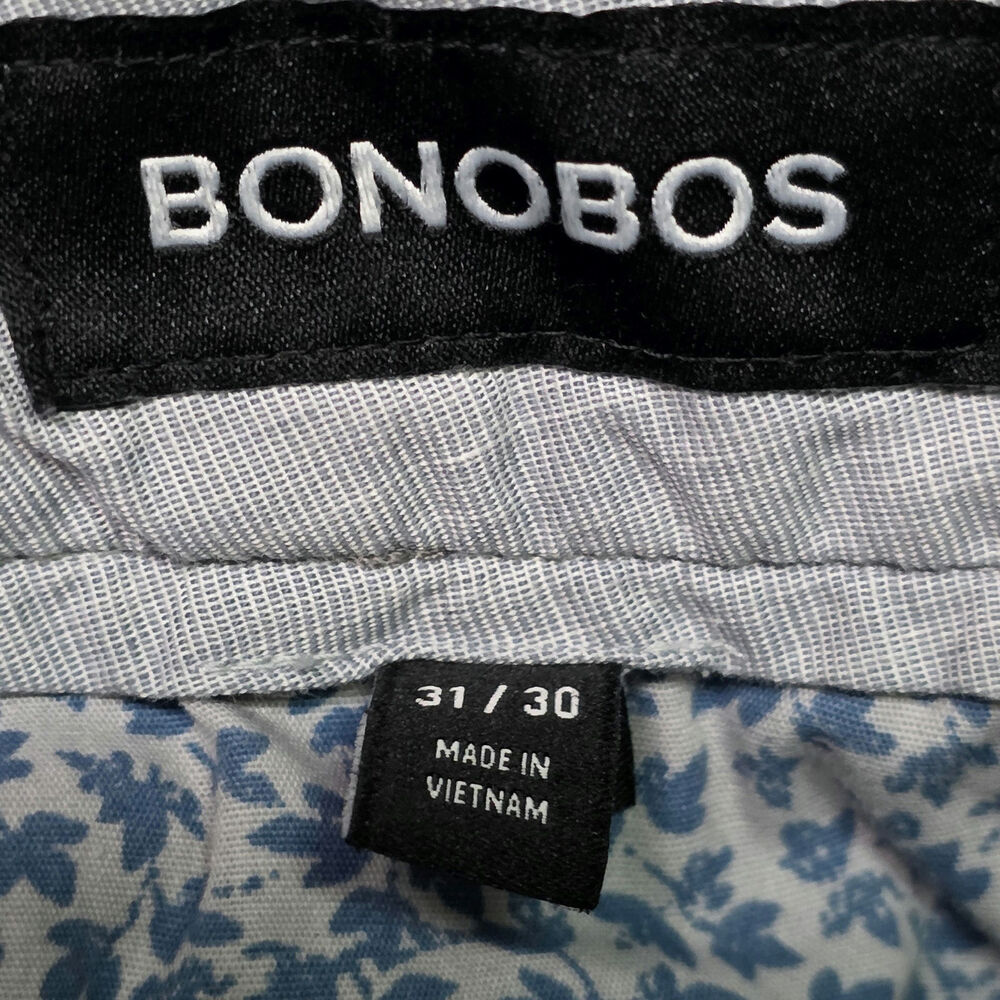 BONOBOS
31 / 30
MADE IN
VIETNAM